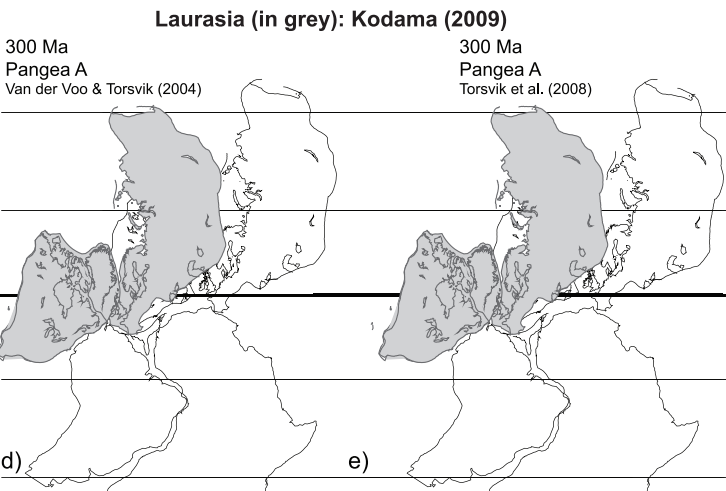 Laurasia (in grey): Kodama (2009)
300 Ma
Pangea A
Van der Voo & Torsvik (2004)
300 Ma
Pangea A
Torsvik et al. (2008)
d)
e)